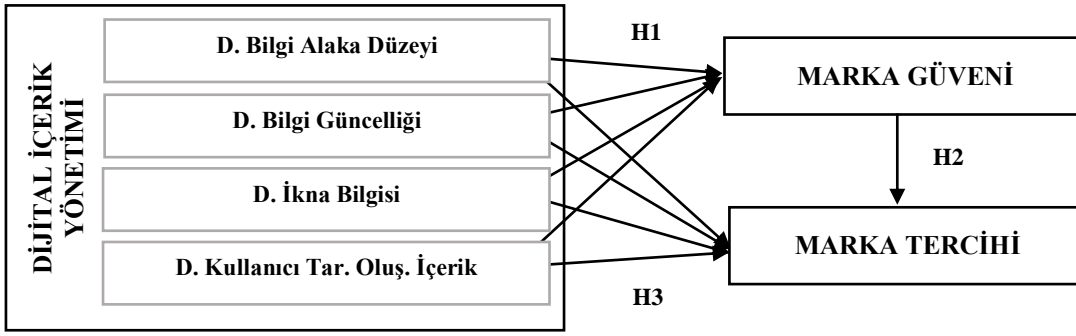 DİJİTAL İÇERİK
YÖNETİMİ
D. Bilgi Alaka Düzeyi
D. Bilgi Güncelliği
D. İkna Bilgisi
D. Kullanıcı Tar. Oluş. İçerik
H1
MARKA GÜVENİ
H2
MARKA TERCİHİ
H3